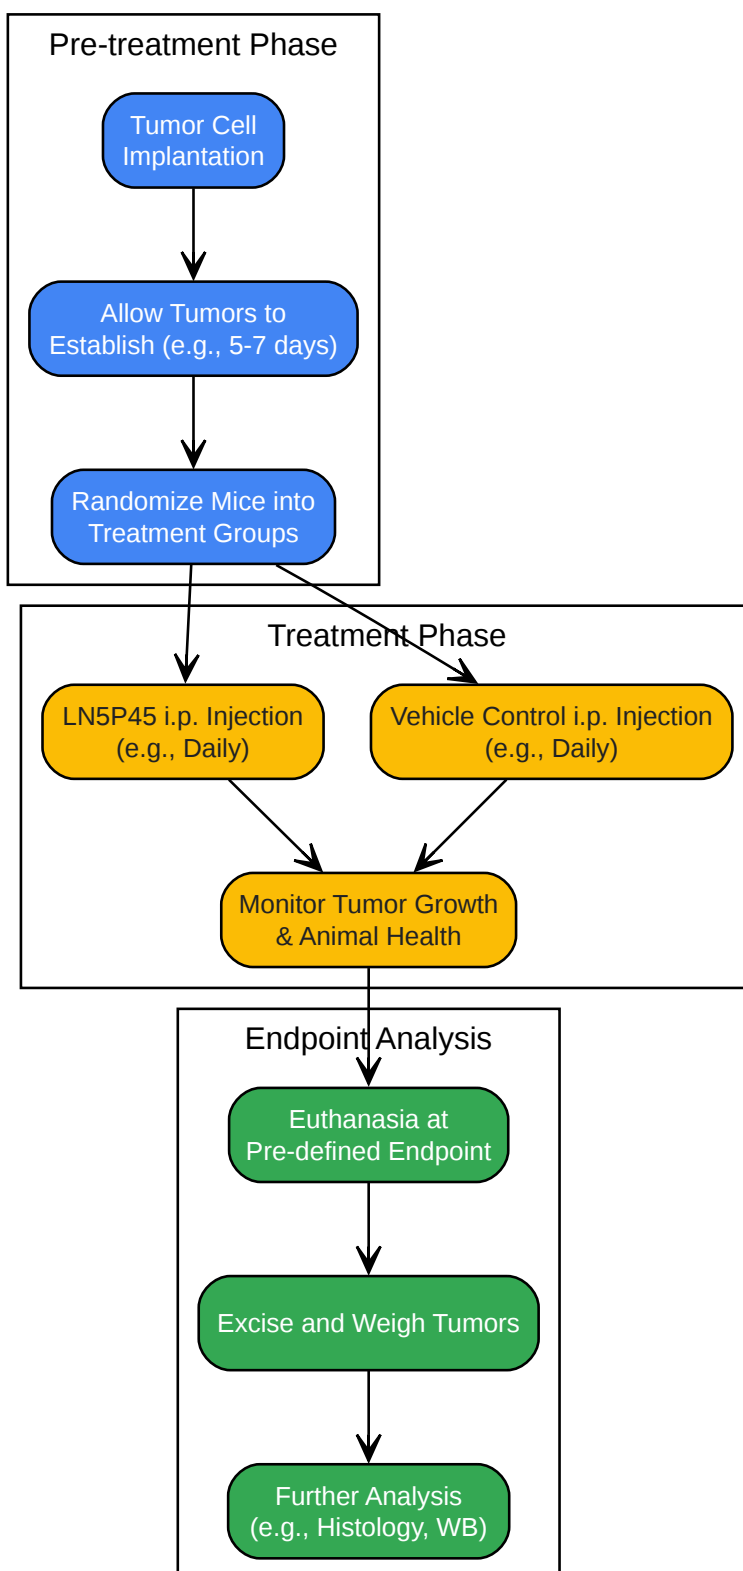 Pre-treatment Phase
Tumor Cell
Implantation
Allow Tumors to
Establish (e.g., 5-7 days)
Randomize Mice into
Treatment Groups
Treatment Phase
LN5P45 i.p. Injection
(e.g., Daily)
Vehicle Control i.p. Injection
(e.g., Daily)
Monitor Tumor Growth
& Animal Health
Endpoint Analysis
Euthanasia at
Pre-defined Endpoint
Excise and Weigh Tumors
Further Analysis
(e.g., Histology, WB)